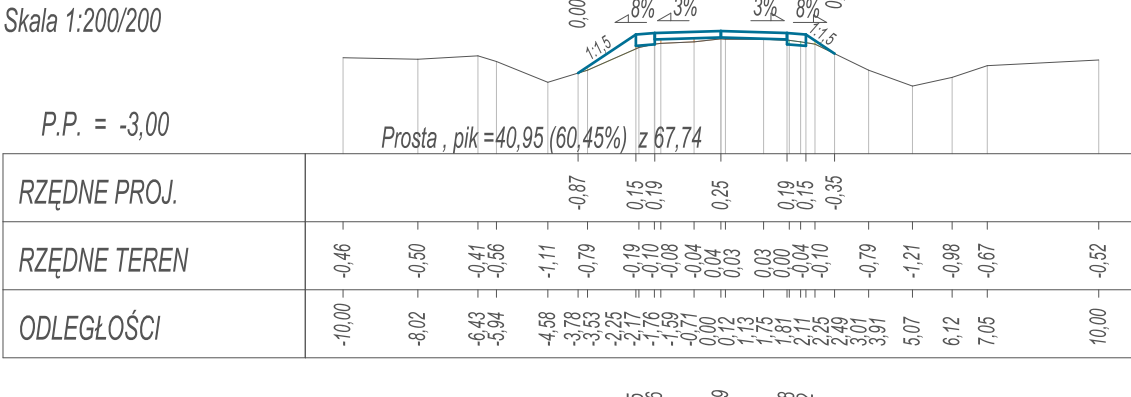 Skala 1:200/200
0,00
8% 3% 3% 8%
1:1,5 1:1,5
P.P. = -3,00
Prosta , pik =40,95 (60,45%) z 67,74
RZĘDNE PROJ. -0,87 0,15 0,19 0,25 0,19 0,15 -0,35
RZĘDNE TEREN -0,46 -0,50 -0,41 -0,56 -1,11 -0,79 -0,19 -0,10 -0,08 -0,04 0,04 0,03 0,03 0,00 -0,04 -0,10 -0,79 -1,21 -0,98 -0,67 -0,52
ODLEGŁOŚCI -10,00 -8,02 -6,43 -5,94 -4,58 -3,78 -3,53 -2,25 -2,17 -1,76 -1,59 -0,71 0,00 0,12 1,13 1,75 1,81 2,11 2,25 2,49 3,01 3,91 5,07 6,12 7,05 10,00